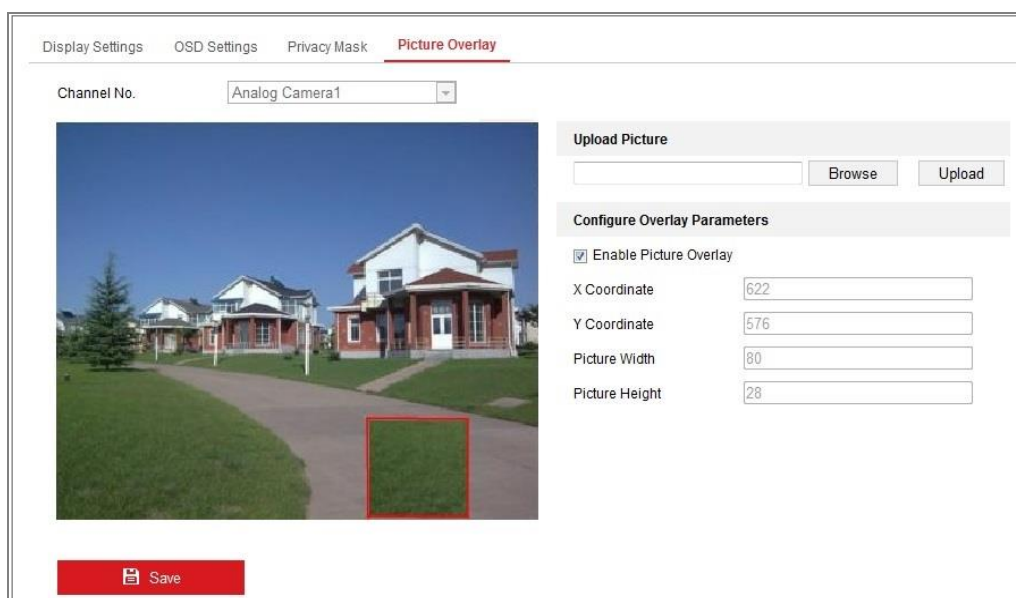 Display Settings OSD Settings Privacy Mask Picture Overlay
Channel No. Analog Camera1
Upload Picture
Browse Upload
Configure Overlay Parameters
Enable Picture Overlay
X Coordinate 622
Y Coordinate 576
Picture Width 80
Picture Height 28
Save